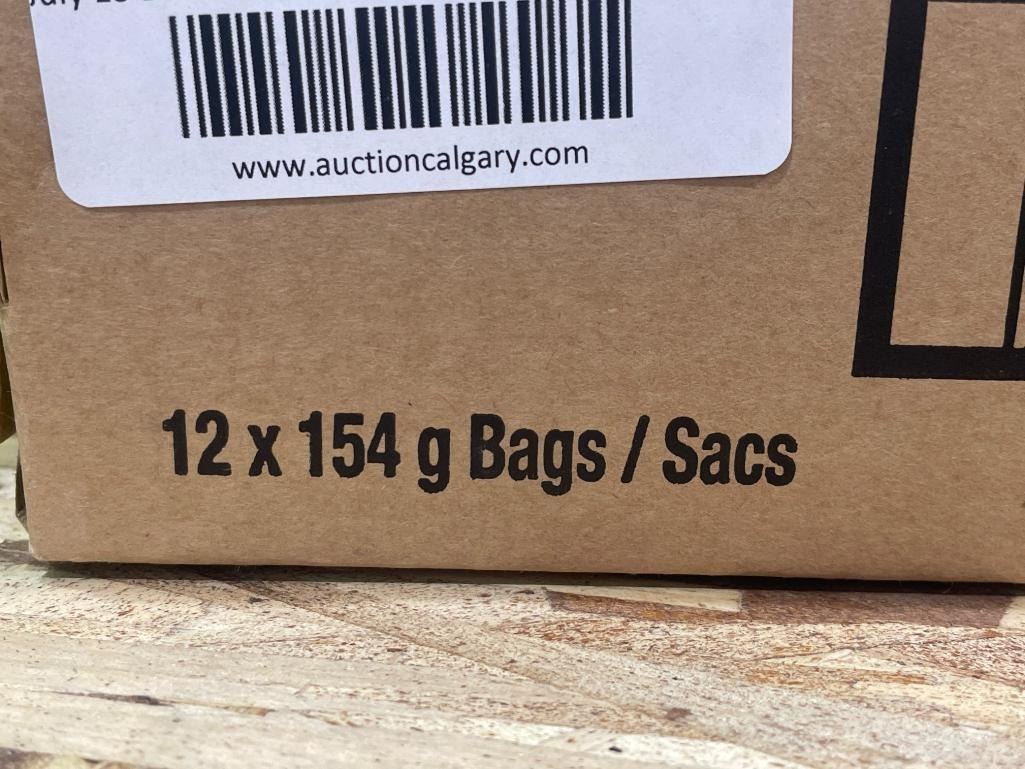 www.auctioncalgary.com
12 x 154 g Bags / Sacs